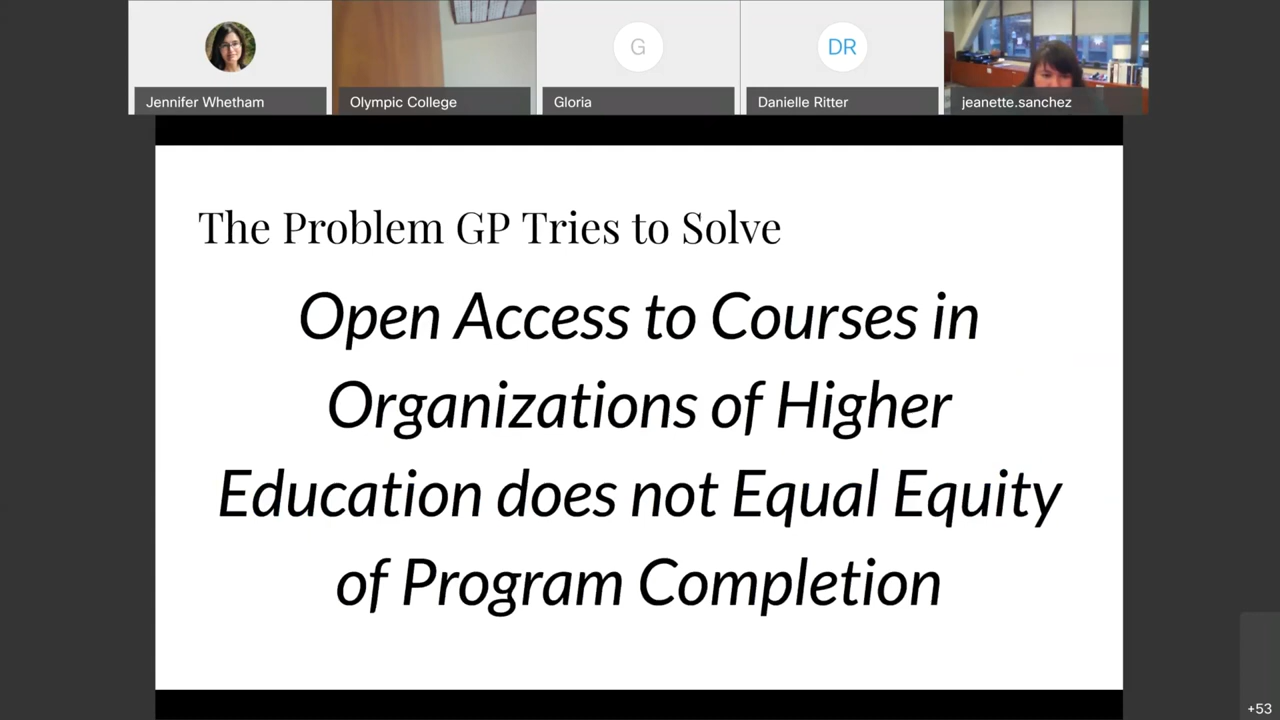 Jennifer Whetham
Olympic College
G
Gloria
DR
Danielle Ritter
jeanette.sanchez
The Problem GP Tries to Solve
Open Access to Courses in
Organizations of Higher
Education does not Equal Equity
of Program Completion
+53